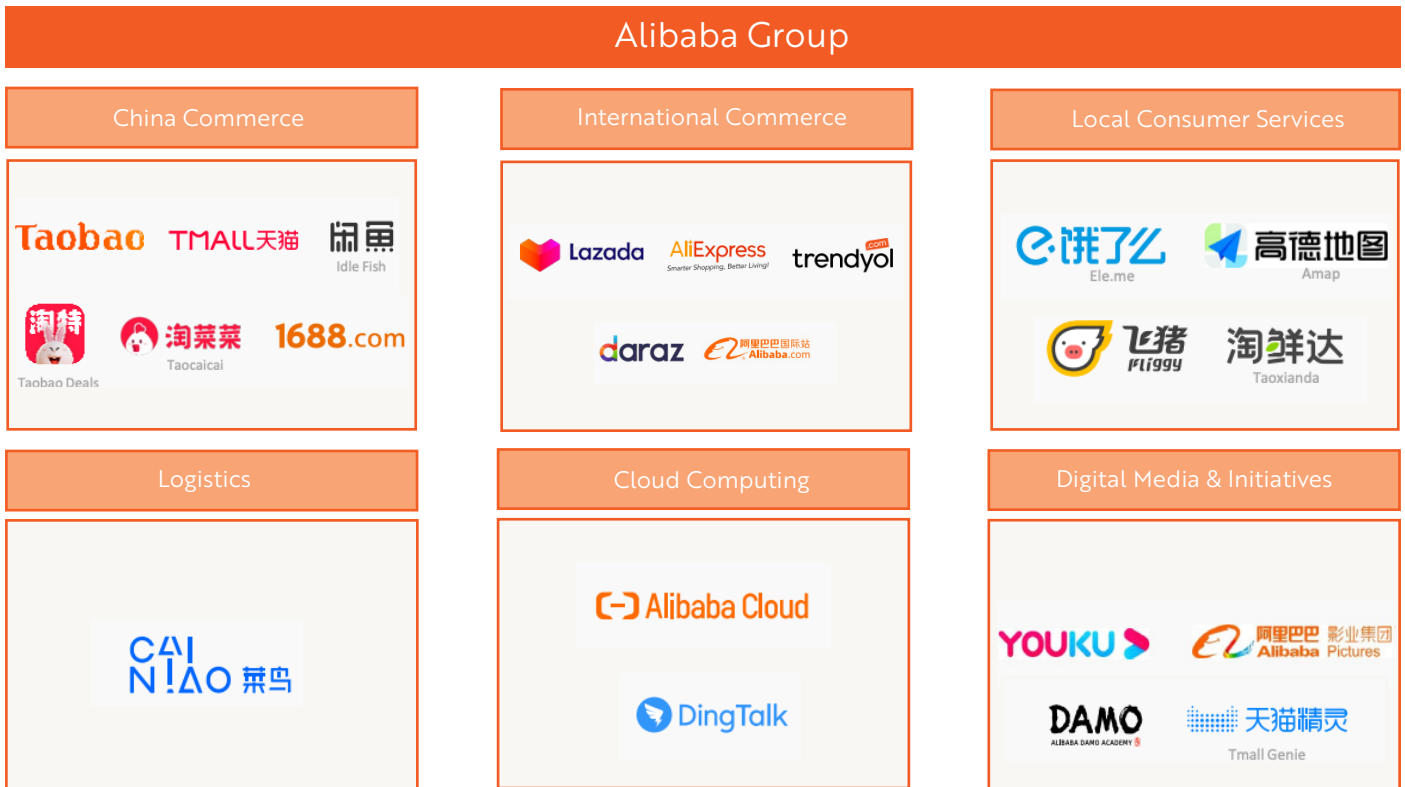 Alibaba Group
China Commerce
International Commerce
Local Consumer Services
Taobao
TMALL天猫
闲鱼
Idle Fish
淘特
Taobao Deals
淘菜菜
Taocaicai
1688.com
Lazada
AliExpress
Smarter Shopping, Better Living!
trendyol
.com
daraz
阿里巴巴国际站
Alibaba.com
饿了么
Ele.me
高德地图
Amap
飞猪
Fliggy
淘鲜达
Taoxianda
Logistics
Cloud Computing
Digital Media & Initiatives
CAI
NIAO 菜鸟
Alibaba Cloud
DingTalk
YOUKU
阿里巴巴 影业集团
Alibaba Pictures
DAMO
ALIBABA DAMO ACADEMY
天猫精灵
Tmall Genie